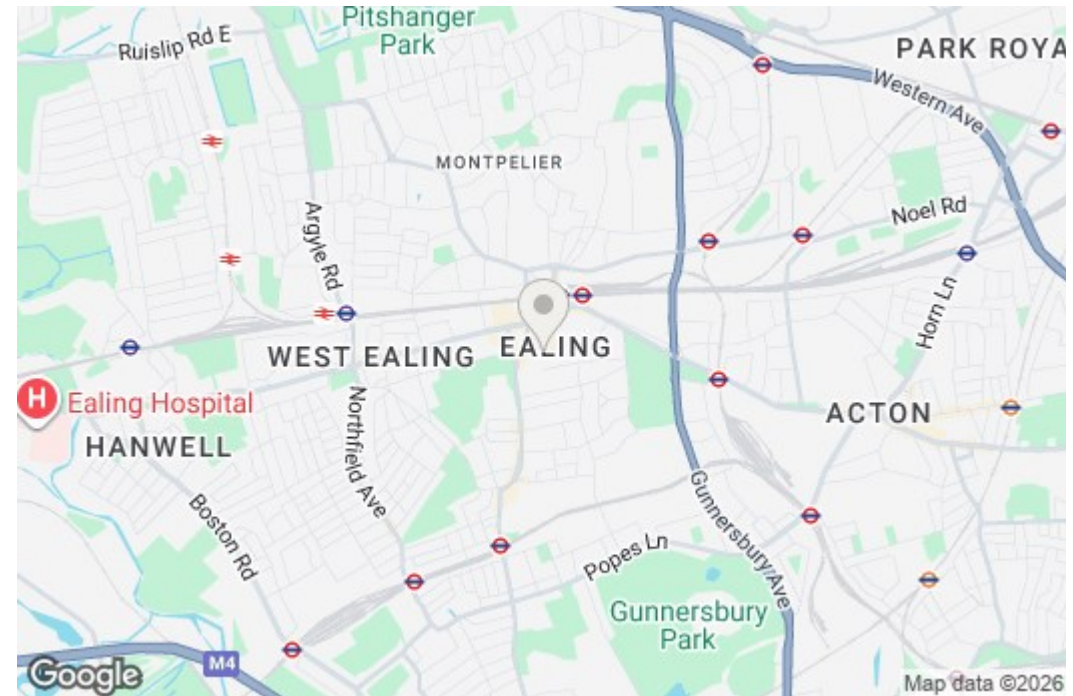 Pitshanger
Park
Ruislip Rd E
PARK ROYA
Western Ave
MONTPELIER
Argyle Rd
Noel Rd
Horn Ln
EALING
WEST EALING
H
Ealing Hospital
ACTON
HANWELL
Northfield Ave
Boston Rd
Gunnersbury Ave
Popes Ln
Gunnersbury
Park
M4
Google
Map data ©2026